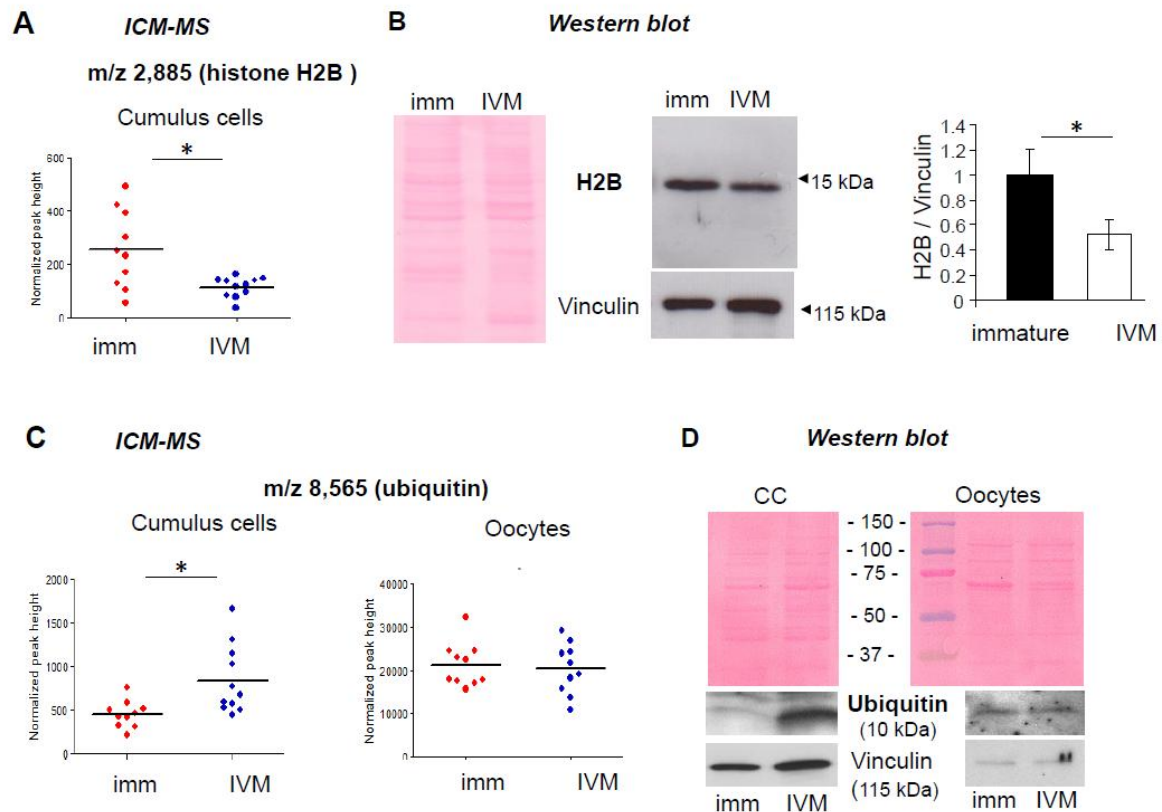 A
ICM-MS
m/z 2,885 (histone H2B )
Cumulus cells
*
Normalized peak height
600
400
200
0
imm
IVM
B
Western blot
imm IVM
imm IVM
H2B
15 kDa
Vinculin
115 kDa
H2B / Vinculin
1.4
1.2
1
0.8
0.6
0.4
0.2
0
*
immature
IVM
C
ICM-MS
m/z 8,565 (ubiquitin)
Cumulus cells
*
Normalized peak height
2000
1500
1000
500
0
imm
IVM
Oocytes
Normalized peak height
40000
30000
20000
10000
0
imm
IVM
D
Western blot
CC
Oocytes
- 150 -
- 100 -
- 75 -
- 50 -
- 37 -
Ubiquitin
(10 kDa)
Vinculin
(115 kDa)
imm IVM
imm IVM